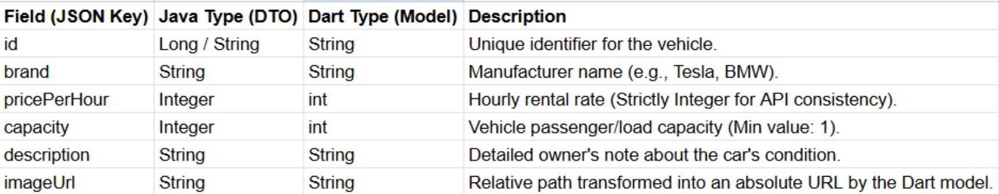 Field (JSON Key) Java Type (DTO) Dart Type (Model) Description
id Long / String String Unique identifier for the vehicle.
brand String String Manufacturer name (e.g., Tesla, BMW).
pricePerHour Integer int Hourly rental rate (Strictly Integer for API consistency).
capacity Integer int Vehicle passenger/load capacity (Min value: 1).
description String String Detailed owner's note about the car's condition.
imageUrl String String Relative path transformed into an absolute URL by the Dart model.